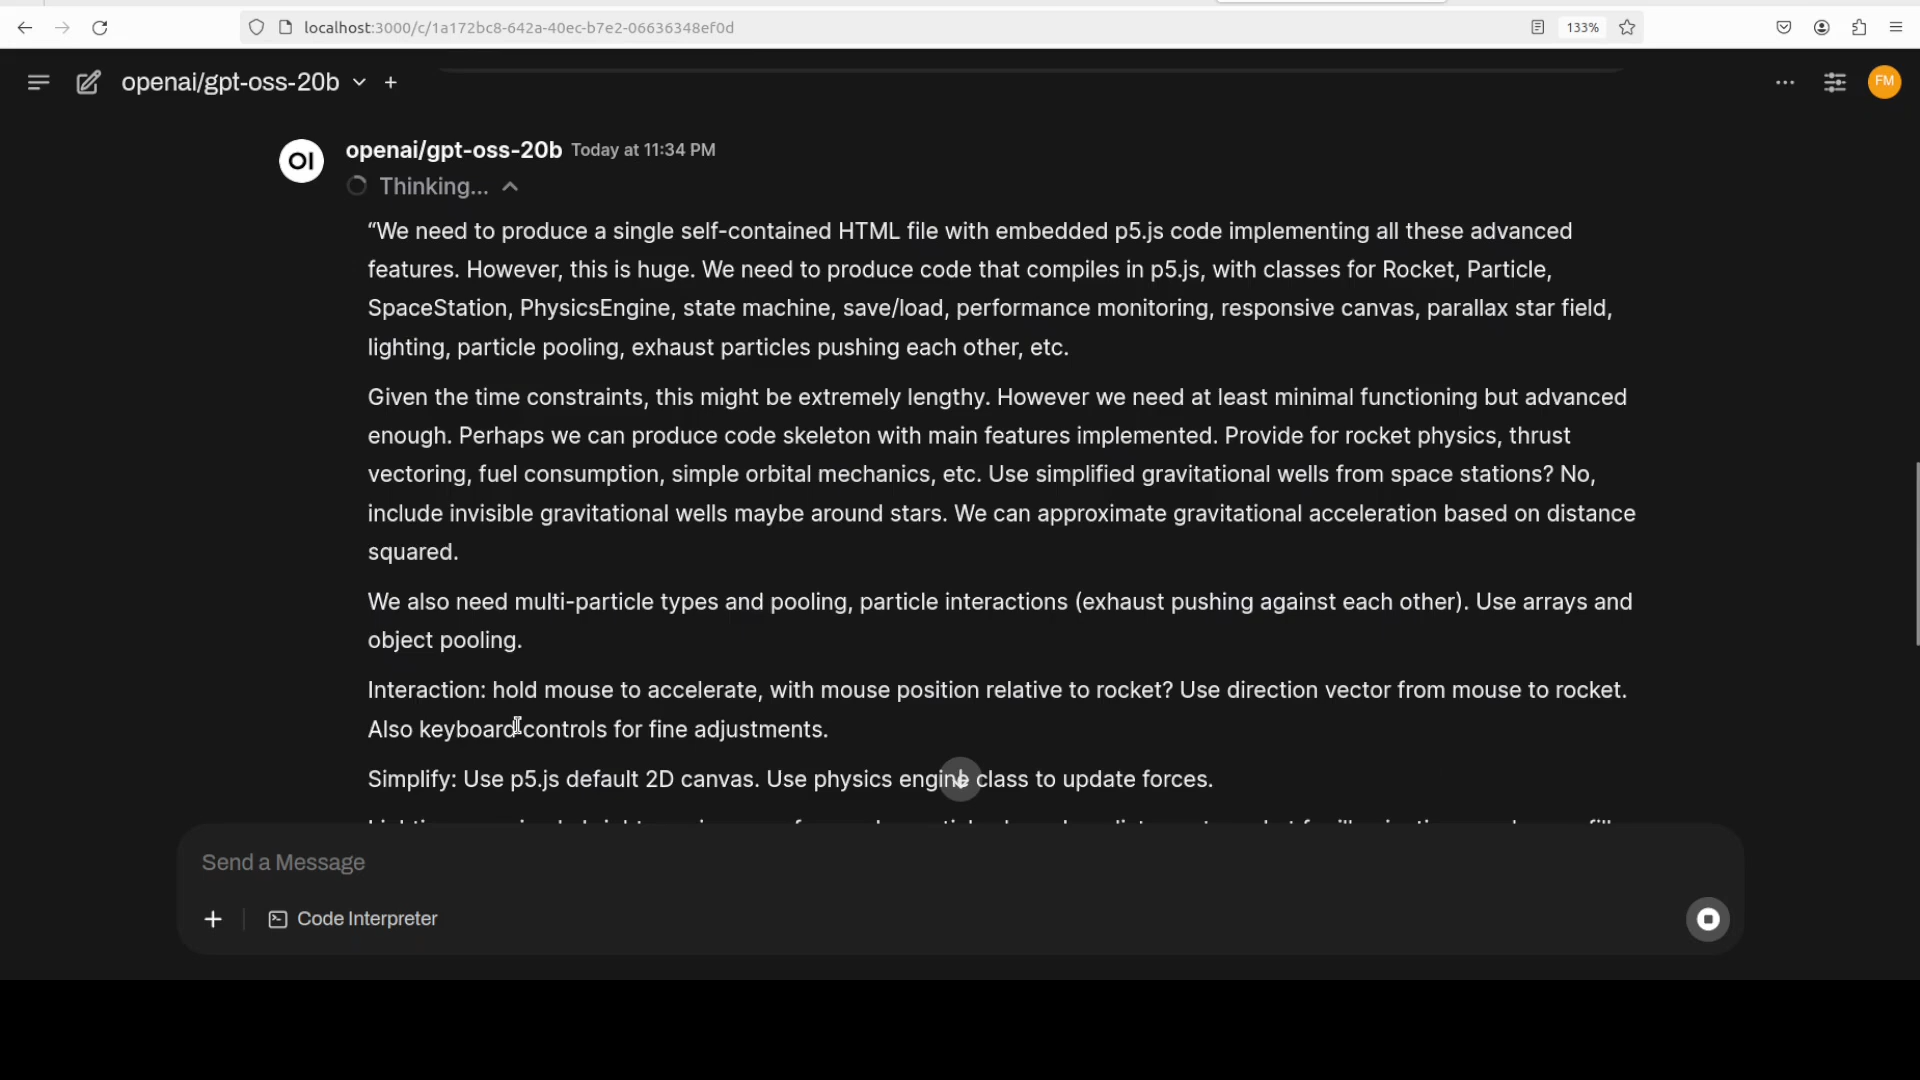 localhost:3000/c/1a172bc8-642a-40ec-b7e2-06636348ef0d
133%
openai/gpt-oss-20b
FM
OI
openai/gpt-oss-20b Today at 11:34 PM
Thinking...
“We need to produce a single self-contained HTML file with embedded p5.js code implementing all these advanced
features. However, this is huge. We need to produce code that compiles in p5.js, with classes for Rocket, Particle,
SpaceStation, PhysicsEngine, state machine, save/load, performance monitoring, responsive canvas, parallax star field,
lighting, particle pooling, exhaust particles pushing each other, etc.
Given the time constraints, this might be extremely lengthy. However we need at least minimal functioning but advanced
enough. Perhaps we can produce code skeleton with main features implemented. Provide for rocket physics, thrust
vectoring, fuel consumption, simple orbital mechanics, etc. Use simplified gravitational wells from space stations? No,
include invisible gravitational wells maybe around stars. We can approximate gravitational acceleration based on distance
squared.
We also need multi-particle types and pooling, particle interactions (exhaust pushing against each other). Use arrays and
object pooling.
Interaction: hold mouse to accelerate, with mouse position relative to rocket? Use direction vector from mouse to rocket.
Also keyboard controls for fine adjustments.
Simplify: Use p5.js default 2D canvas. Use physics engine class to update forces.
Send a Message
Code Interpreter